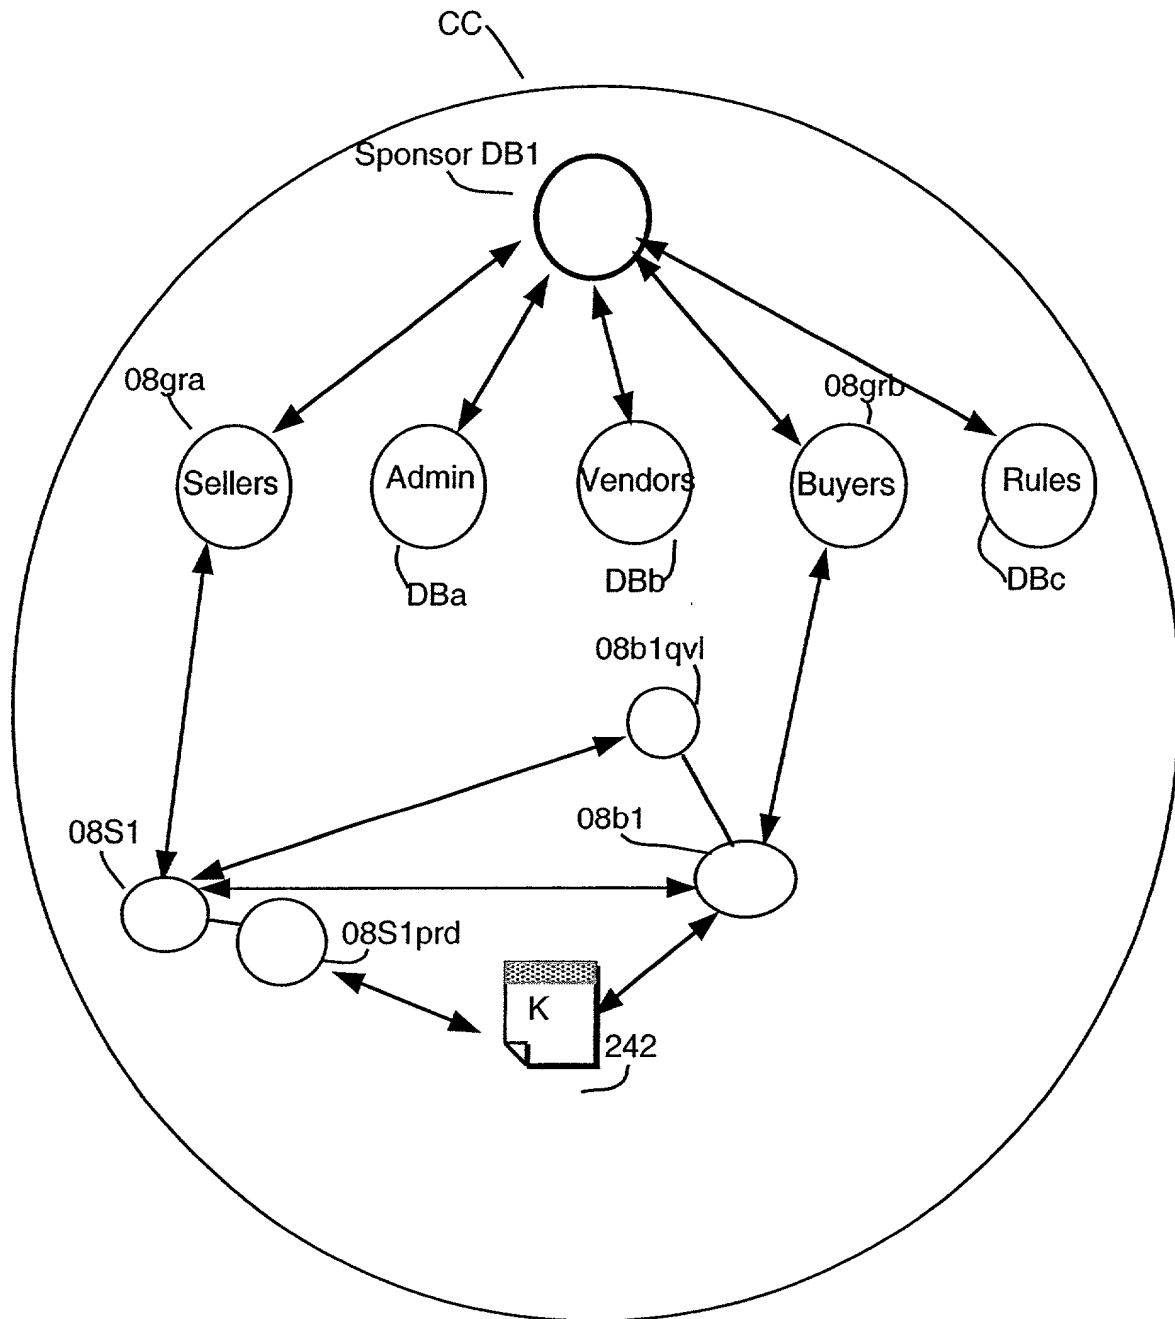 CC
Sponsor DB1
08gra
08grb
Sellers
Admin
Vendors
Buyers
Rules
DBa
DBb
DBc
08b1qvl
08S1
08b1
08S1prd
K
242